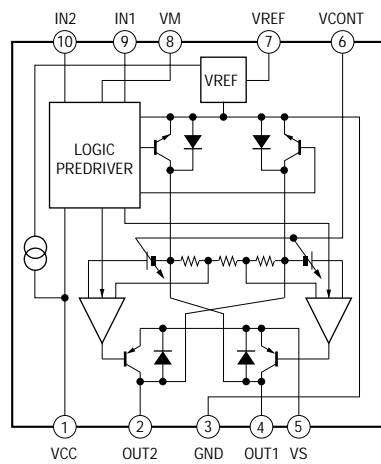 IN2 IN1 VM VREF VCONT
10 9 8 7 6
VREF
LOGIC
PREDRIVER
1 2 3 4 5
VCC OUT2 GND OUT1 VS